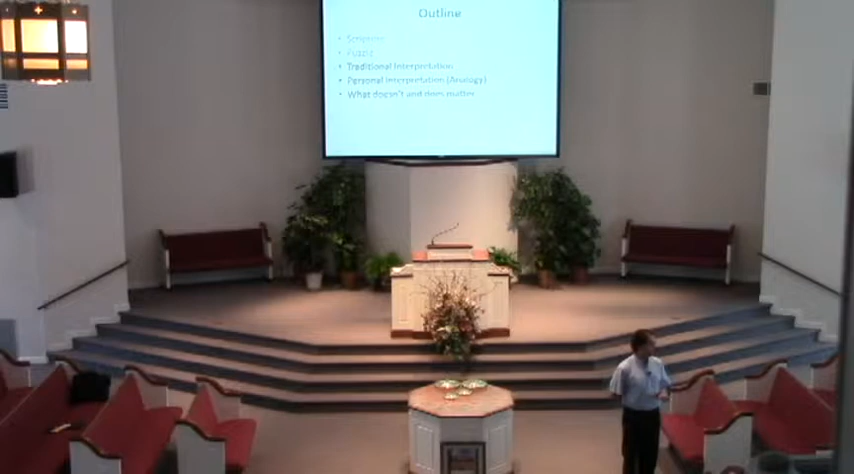 Outline
• Scripture
• Puzzle
• Traditional Interpretation
• Personal Interpretation (Analogy)
• What doesn't and does matter